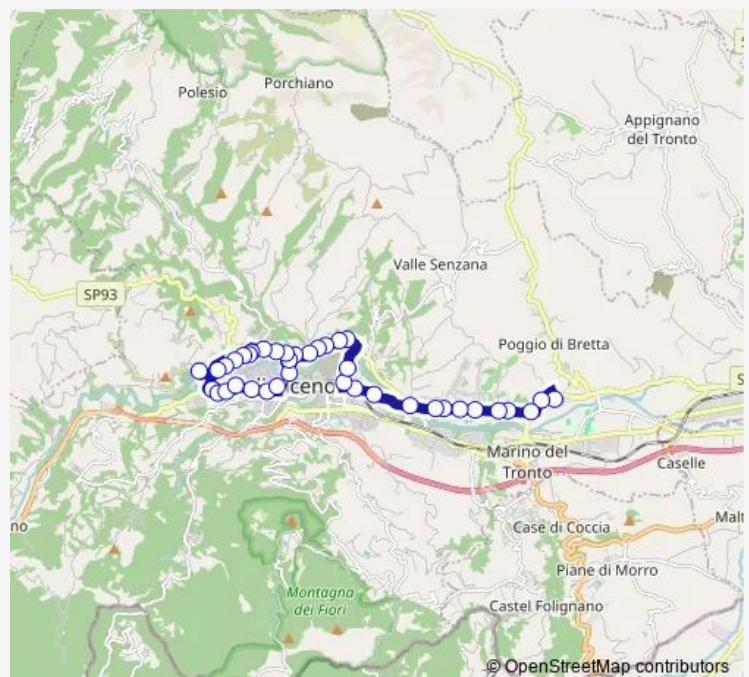 Polesio
Porchiano
Appignano
del Tronto
Valle Senzana
SP93
Poggio di Bretta
Marino del
Tronto
Caselle
Case di Coccia
Piane di Morro
Montagna
dei Fiori
Castel Folignano
© OpenStreetMap contributors